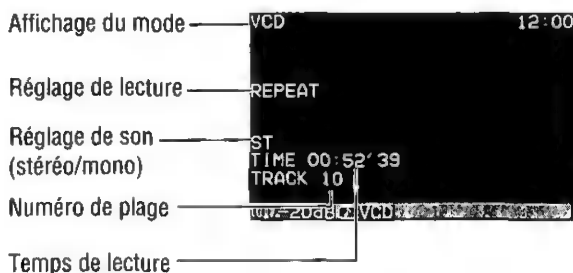 Affichage du mode
VCD 12:00
Réglage de lecture
REPEAT
Réglage de son
(stéréo/mono)
ST
TIME 00:52'39
TRACK 10
Numéro de plage
-20dB VCD
Temps de lecture